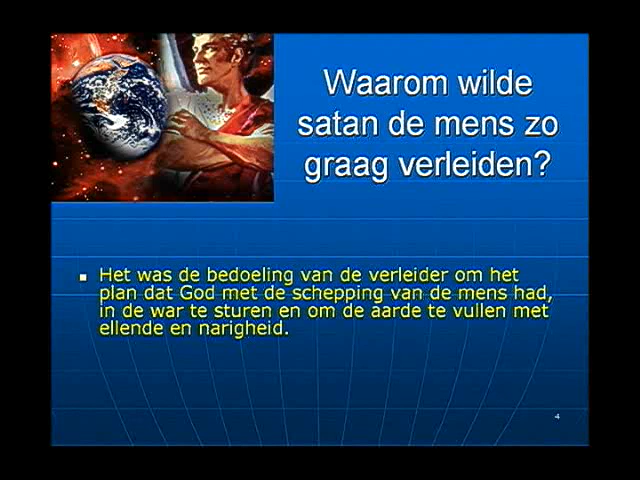 Waarom wilde
satan de mens zo
graag verleiden?
Het was de bedoeling van de verleider om het
plan dat God met de schepping van de mens had,
in de war te sturen en om de aarde te vullen met
ellende en narigheid.
4